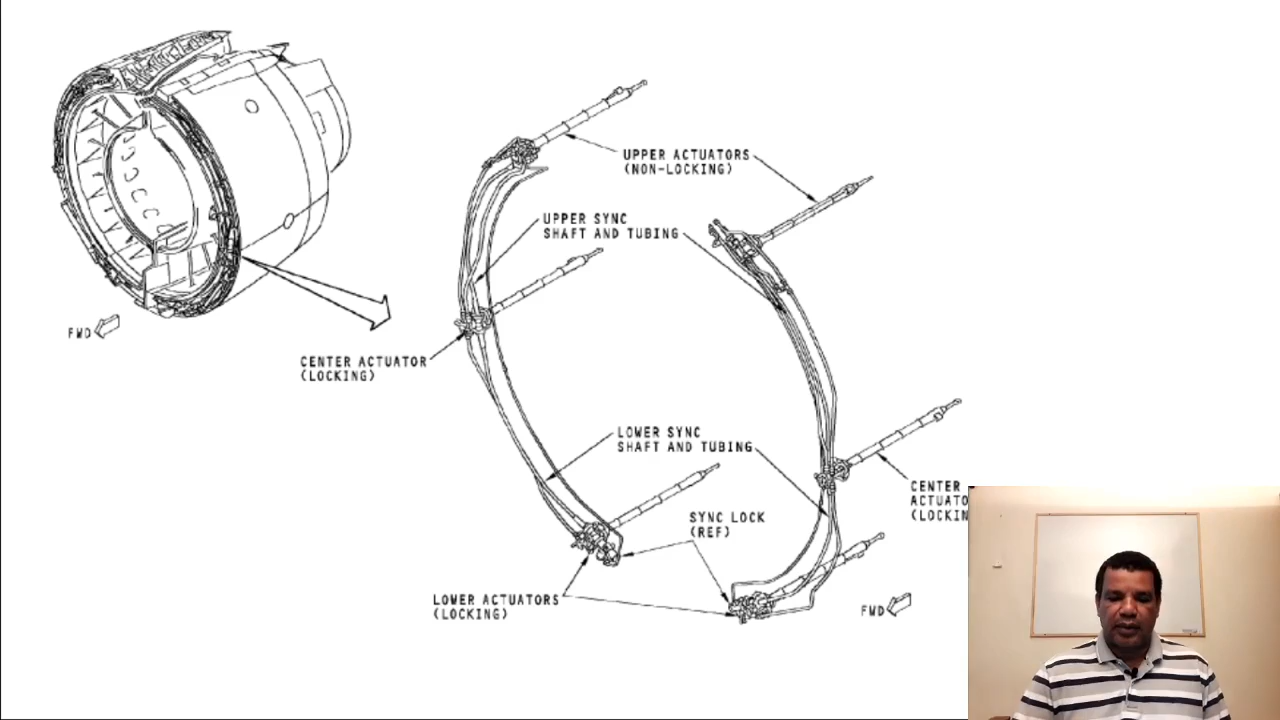 UPPER ACTUATORS
(NON-LOCKING)
UPPER SYNC
SHAFT AND TUBING
FWD
CENTER ACTUATOR
(LOCKING)
LOWER SYNC
SHAFT AND TUBING
CENTER
SYNC LOCK
(REF)
LOWER ACTUATORS
(LOCKING)
FWD